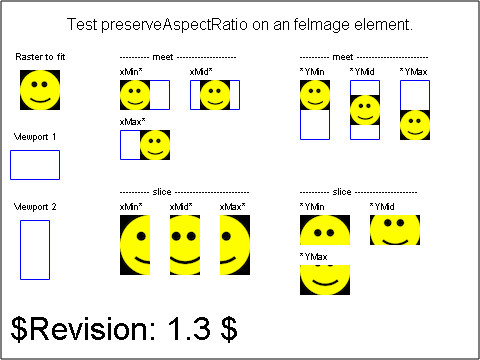 Test preserveAspectRatio on an feImage element.
Raster to fit
---------- meet --------------------
xMin* xMid*
xMax*
---------- meet --------------------
*YMin *YMid *YMax
Viewport 1
Viewport 2
---------- slice -------------------------
xMin* xMid* xMax*
---------- slice --------------------
*YMin *YMid
*YMax
$Revision: 1.3 $